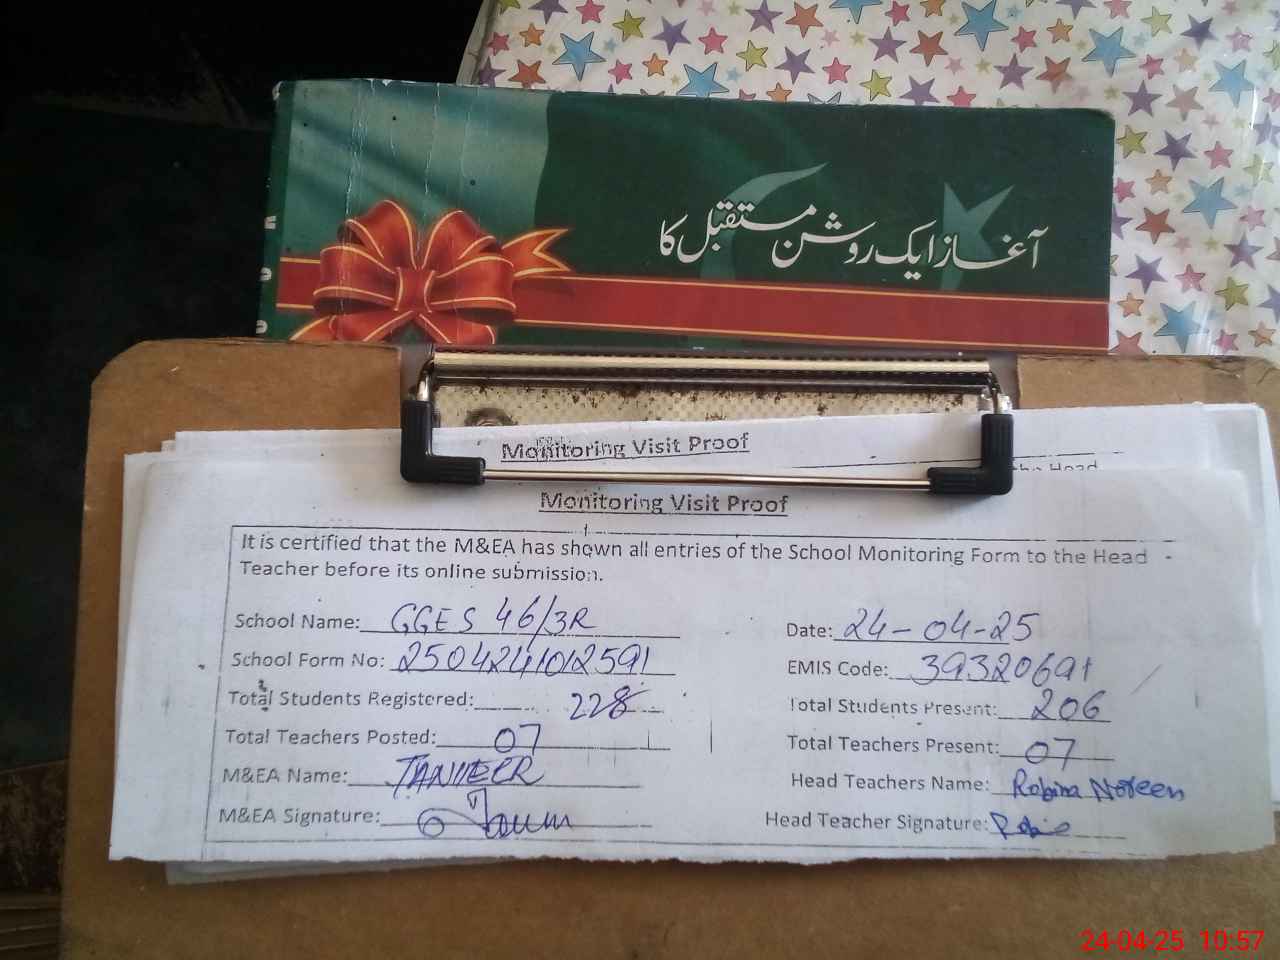 آغاز ایک روشن مستقبل کا
Monitoring Visit Proof
the Head
Monitoring Visit Proof
It is certified that the M&EA has shown all entries of the School Monitoring Form to the Head
Teacher before its online submission.
School Name: GGES 46/3R Date: 24-04-25
School Form No: 2504241012591 EMIS Code: 39320691
Total Students Registered: 228 Total Students Present: 206
Total Teachers Posted: 07 Total Teachers Present: 07
M&EA Name: TANVEER Head Teachers Name: Robina Noreen
M&EA Signature: Head Teacher Signature:
24-04-25 10:57